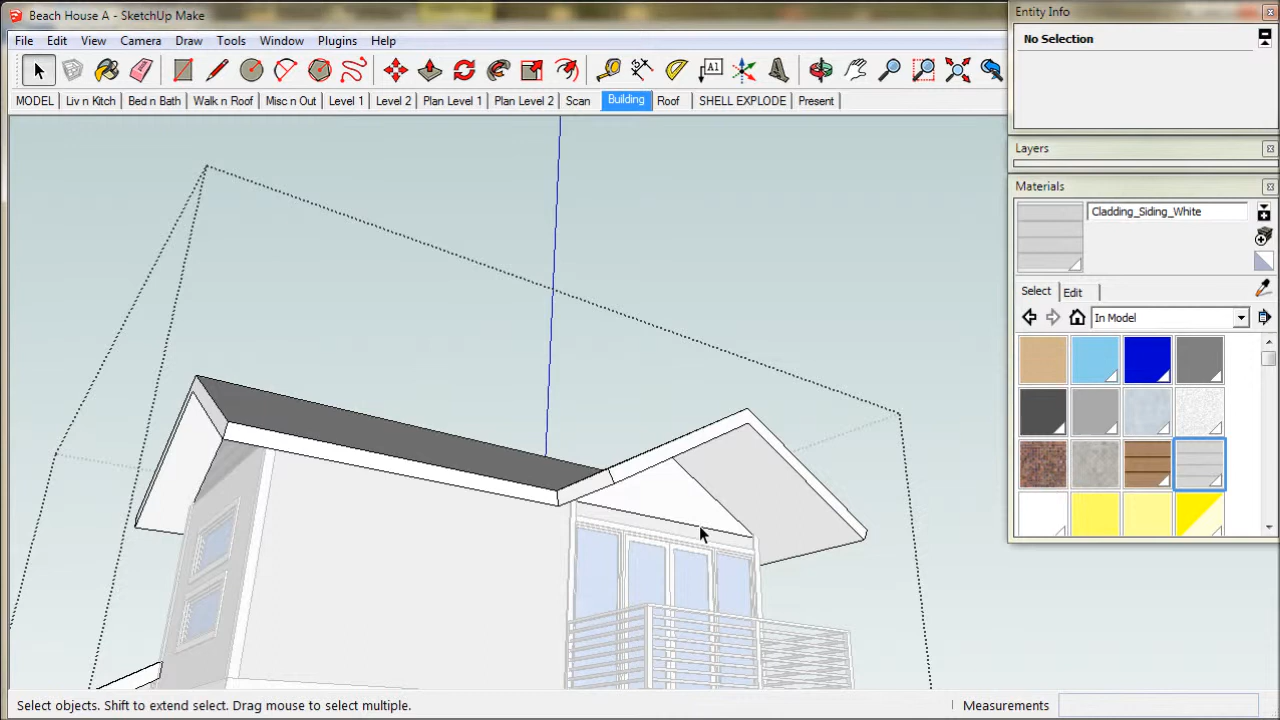 Beach House A - SketchUp Make
File Edit View Camera Draw Tools Window Plugins Help
A1
MODEL Liv n Kitch Bed n Bath Walk n Roof Misc n Out Level 1 Level 2 Plan Level 1 Plan Level 2 Scan Building Roof SHELL EXPLODE Present
Entity Info
No Selection
Layers
Materials
Cladding_Siding_White
Select Edit
In Model
Select objects. Shift to extend select. Drag mouse to select multiple.
Measurements